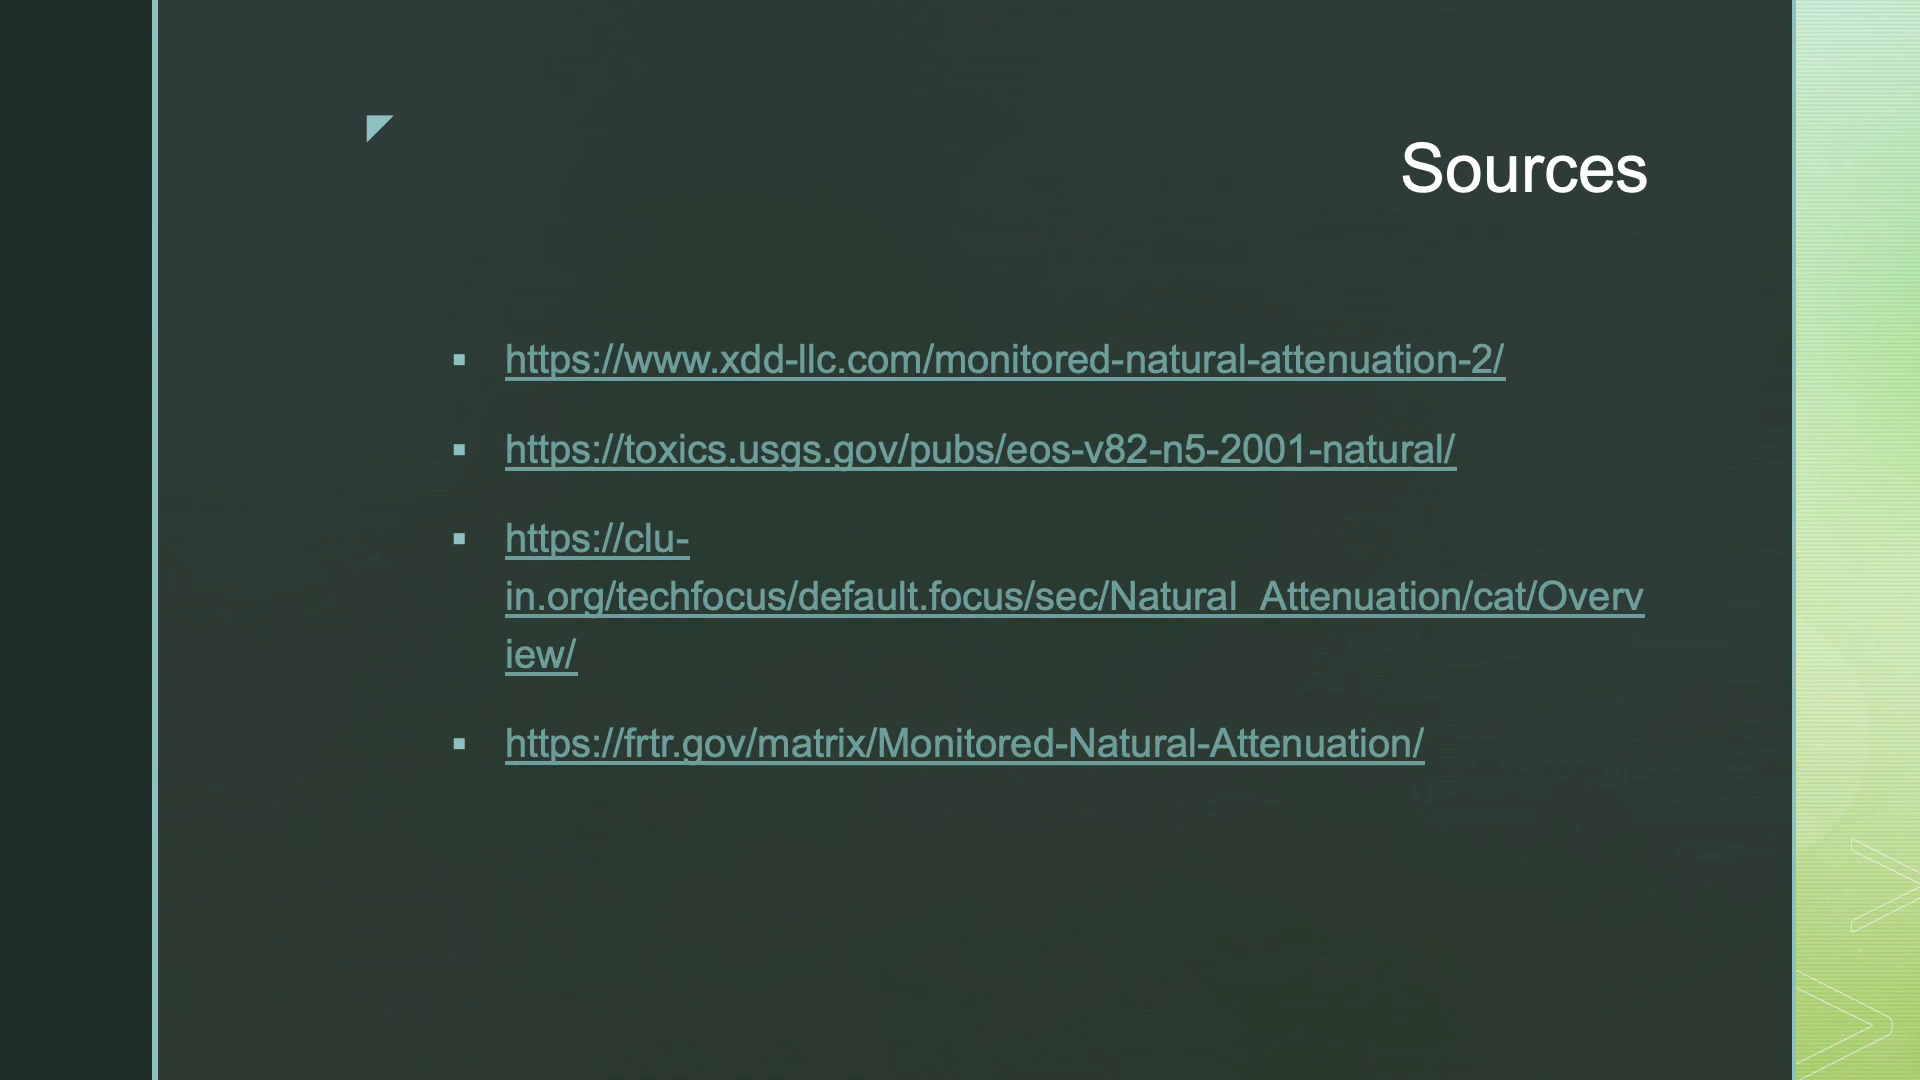 Sources
▪ https://www.xdd-llc.com/monitored-natural-attenuation-2/
▪ https://toxics.usgs.gov/pubs/eos-v82-n5-2001-natural/
▪ https://clu-
in.org/techfocus/default.focus/sec/Natural_Attenuation/cat/Overv
iew/
▪ https://frtr.gov/matrix/Monitored-Natural-Attenuation/